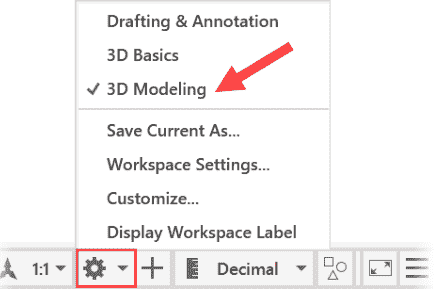 Drafting & Annotation
3D Basics
3D Modeling
Save Current As...
Workspace Settings...
Customize...
Display Workspace Label
1:1 Decimal